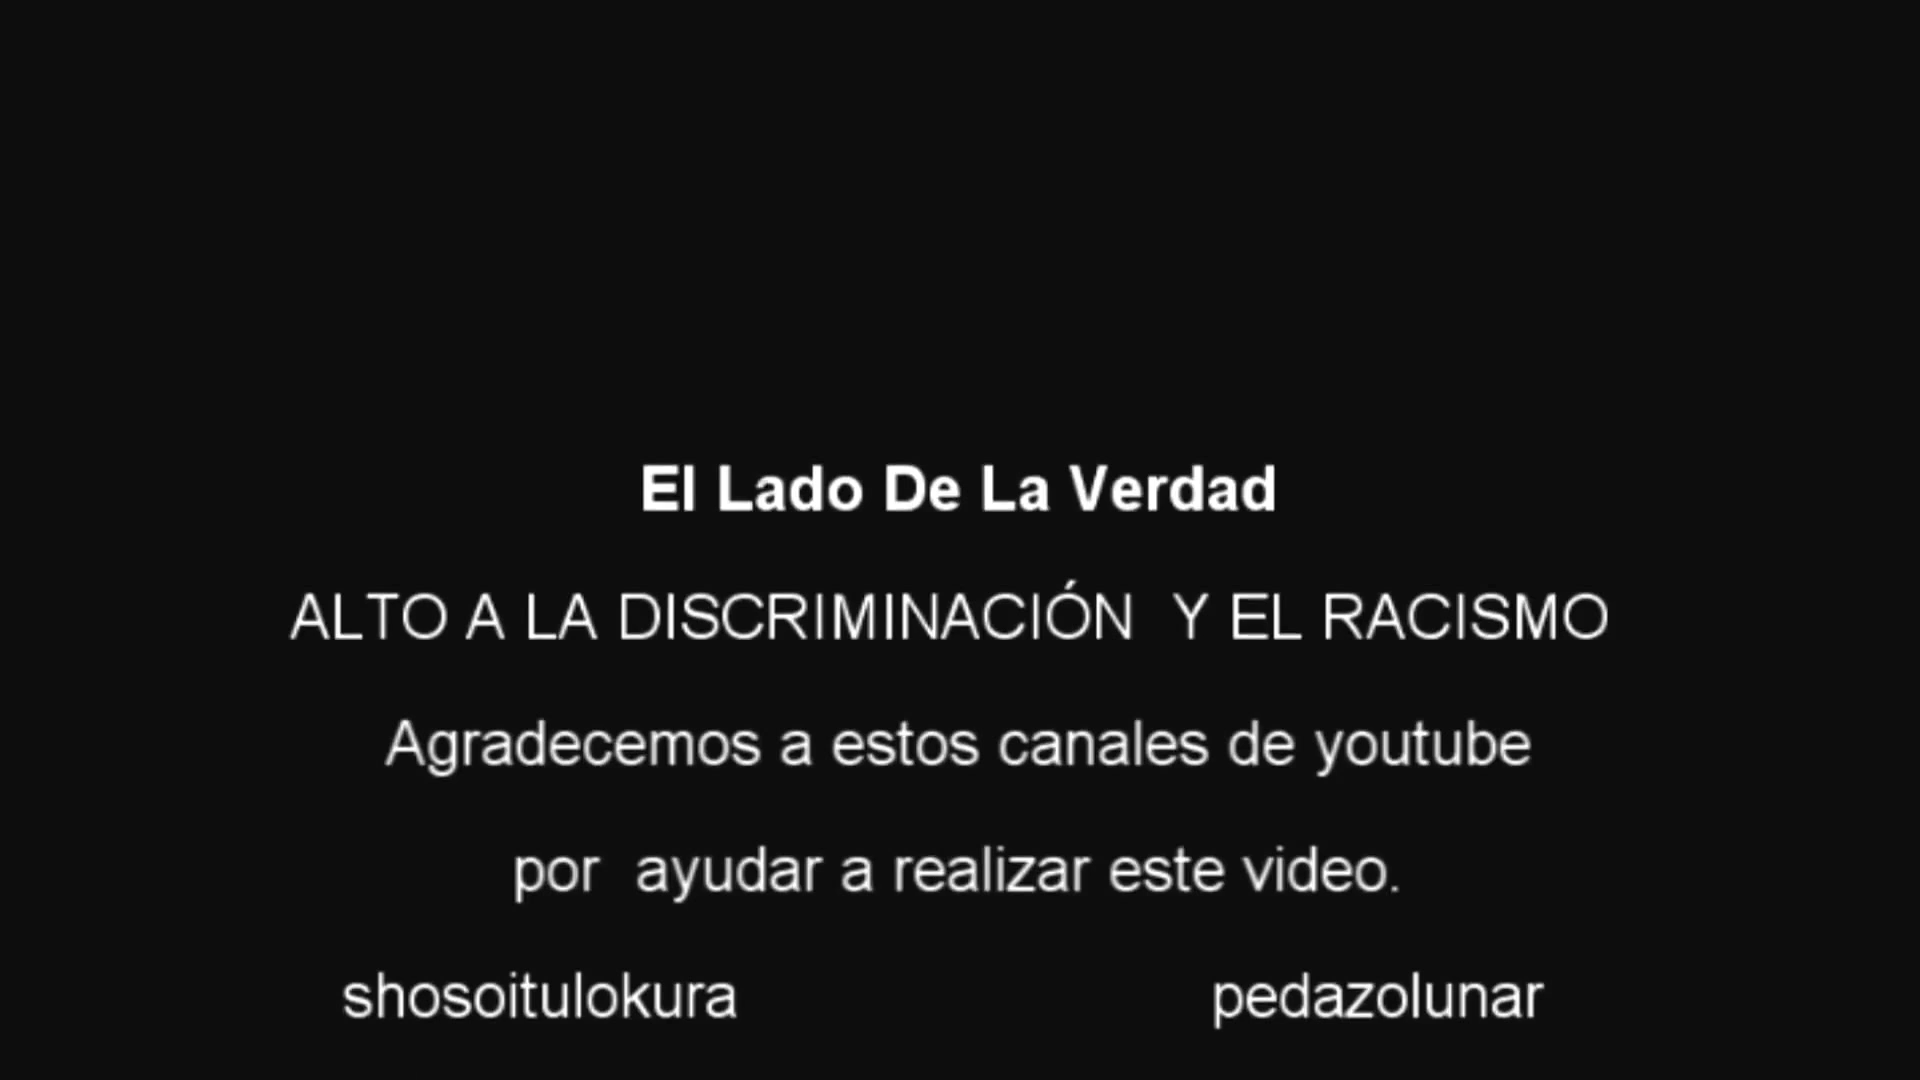 El Lado De La Verdad
ALTO A LA DISCRIMINACIÓN  Y EL RACISMO
Agradecemos a estos canales de youtube
por  ayudar a realizar este video.
shosoitulokura pedazolunar